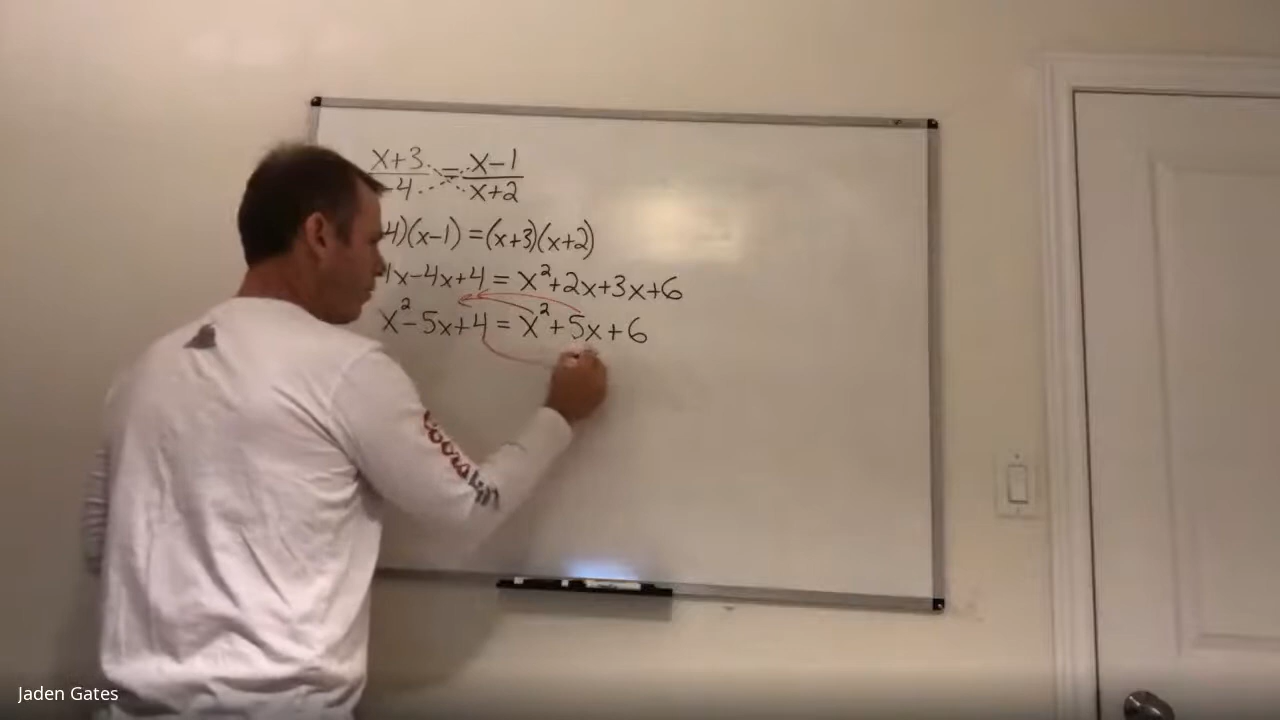 x+3 = x-1
-4 x+2
4)(x-1) = (x+3)(x+2)
4x-4x+4 = x²+2x+3x+6
x²-5x+4 = x²+5x+6
Jaden Gates